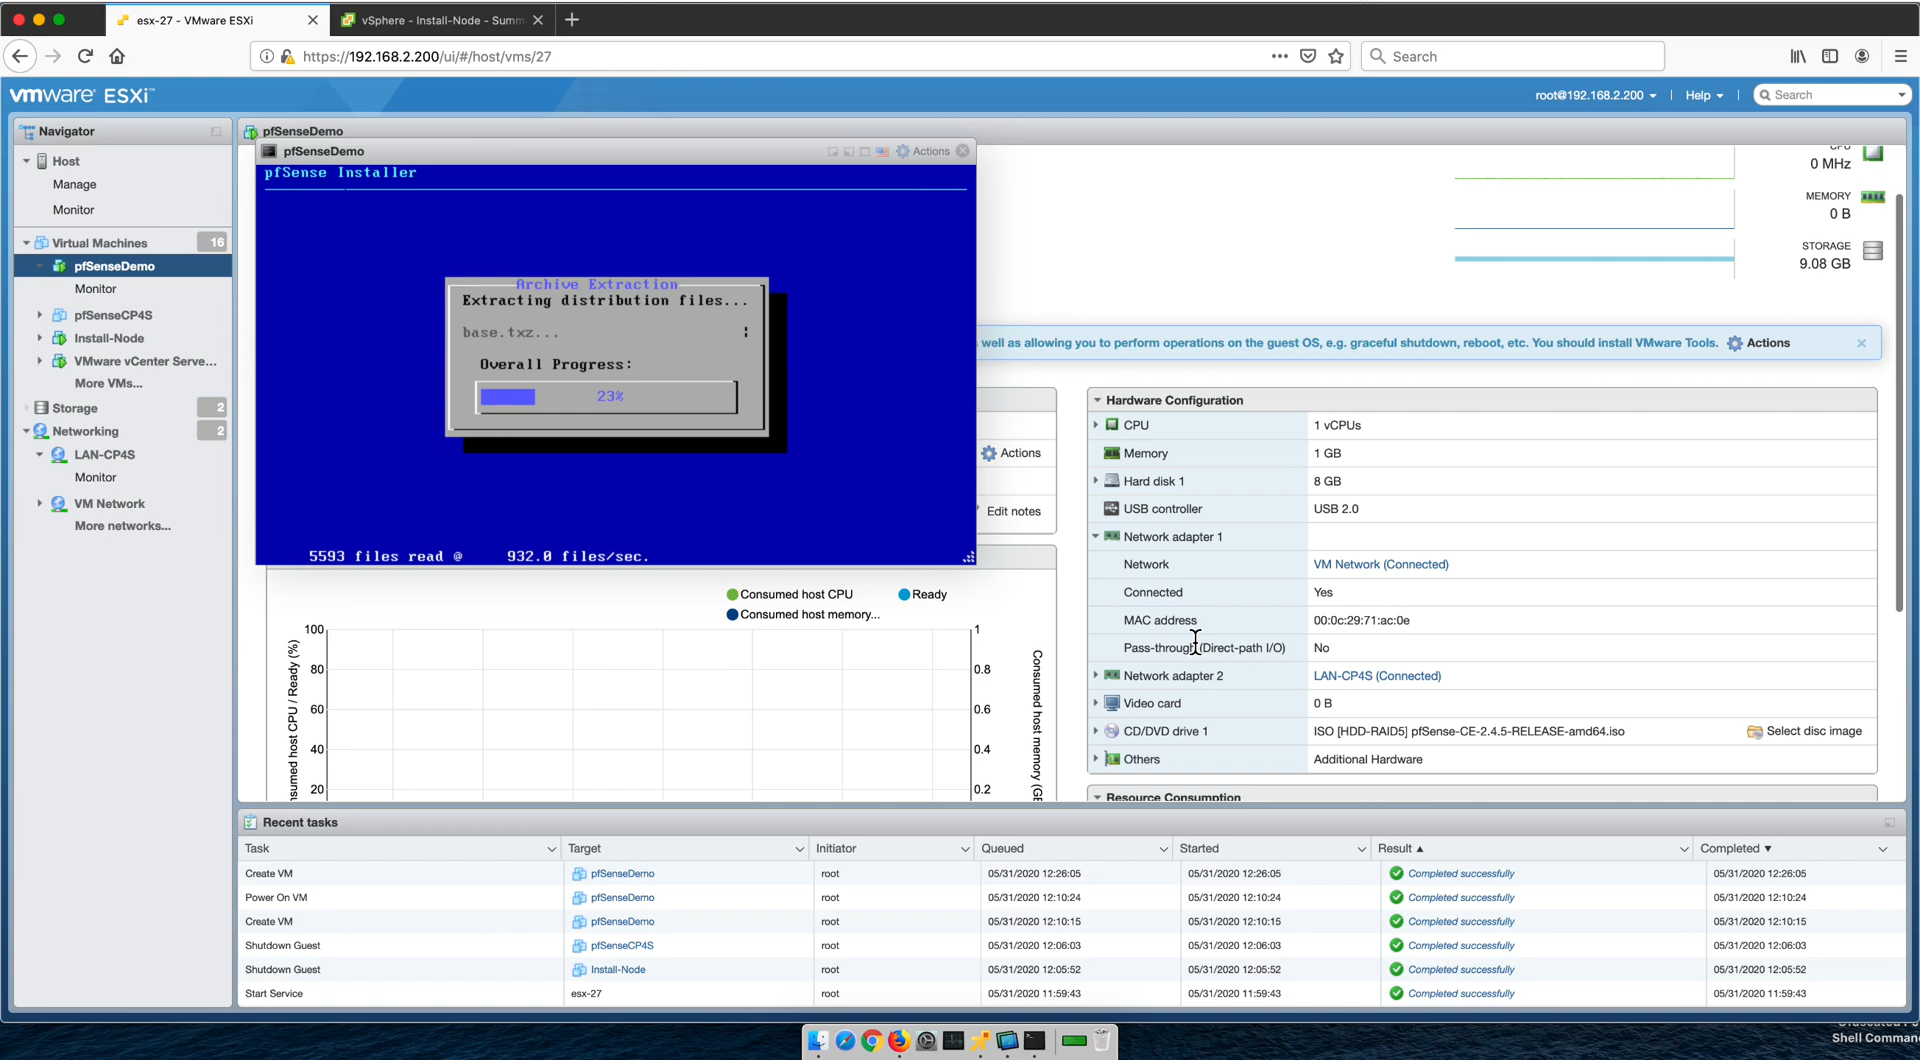 esx-27 - VMware ESXi
vSphere - Install-Node - Summ
https://192.168.2.200/ui/#/host/vms/27
Search
vmware ESXi™
root@192.168.2.200
Help
Search
Navigator
Host
Manage
Monitor
Virtual Machines 16
pfSenseDemo
Monitor
pfSenseCP4S
Install-Node
VMware vCenter Serve...
More VMs...
Storage 2
Networking 2
LAN-CP4S
Monitor
VM Network
More networks...
pfSenseDemo
pfSenseDemo
Actions
pfSense Installer
Archive Extraction
Extracting distribution files...
base.txz...
Overall Progress:
23%
5593 files read @ 932.0 files/sec.
CPU
0 MHz
MEMORY
0 B
STORAGE
9.08 GB
well as allowing you to perform operations on the guest OS, e.g. graceful shutdown, reboot, etc. You should install VMware Tools. Actions
Actions
Edit notes
Hardware Configuration
CPU 1 vCPUs
Memory 1 GB
Hard disk 1 8 GB
USB controller USB 2.0
Network adapter 1
Network VM Network (Connected)
Connected Yes
MAC address 00:0c:29:71:ac:0e
Pass-through (Direct-path I/O) No
Network adapter 2 LAN-CP4S (Connected)
Video card 0 B
CD/DVD drive 1 ISO [HDD-RAID5] pfSense-CE-2.4.5-RELEASE-amd64.iso Select disc image
Others Additional Hardware
Resource Consumption
Consumed host CPU
Ready
Consumed host memory...
100
80
60
40
20
1
0.8
0.6
0.4
0.2
nsumed host CPU / Ready (%)
Consumed host memory (GE
Recent tasks
Task Target Initiator Queued Started Result Completed
Create VM pfSenseDemo root 05/31/2020 12:26:05 05/31/2020 12:26:05 Completed successfully 05/31/2020 12:26:05
Power On VM pfSenseDemo root 05/31/2020 12:10:24 05/31/2020 12:10:24 Completed successfully 05/31/2020 12:10:24
Create VM pfSenseDemo root 05/31/2020 12:10:15 05/31/2020 12:10:15 Completed successfully 05/31/2020 12:10:15
Shutdown Guest pfSenseCP4S root 05/31/2020 12:06:03 05/31/2020 12:06:03 Completed successfully 05/31/2020 12:06:03
Shutdown Guest Install-Node root 05/31/2020 12:05:52 05/31/2020 12:05:52 Completed successfully 05/31/2020 12:05:52
Start Service esx-27 root 05/31/2020 11:59:43 05/31/2020 11:59:43 Completed successfully 05/31/2020 11:59:43
Shell Comman